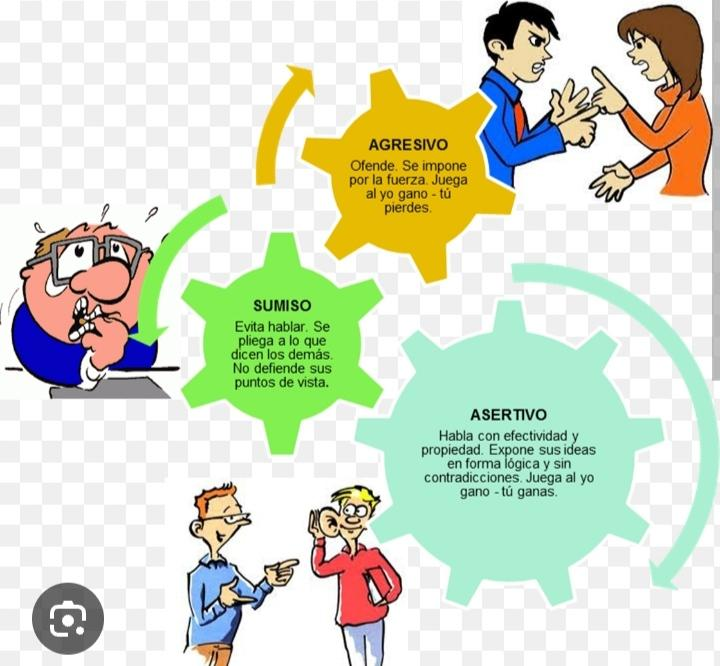 AGRESIVO
Ofende. Se impone
por la fuerza. Juega
al yo gano - tú
pierdes.
SUMISO
Evita hablar. Se
pliega a lo que
dicen los demás.
No defiende sus
puntos de vista.
ASERTIVO
Habla con efectividad y
propiedad. Expone sus ideas
en forma lógica y sin
contradicciones. Juega al yo
gano - tú ganas.